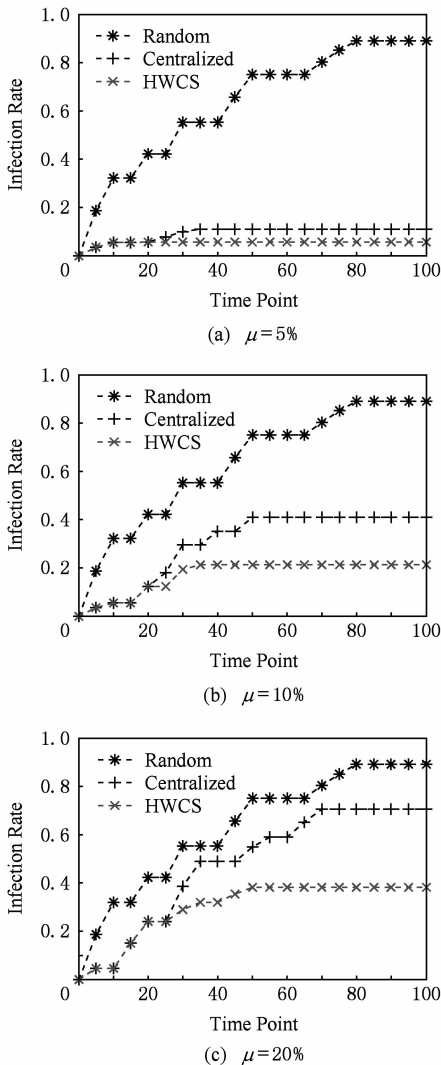 1. 0
0. 8
0. 6
0. 4
0. 2
0
20
40
60
80
100
Infection Rate
Random
Centralized
HWCS
Time Point
(a) μ=5%
1. 0
0. 8
0. 6
0. 4
0. 2
0
20
40
60
80
100
Infection Rate
Random
Centralized
HWCS
Time Point
(b) μ=10%
1. 0
0. 8
0. 6
0. 4
0. 2
0
20
40
60
80
100
Infection Rate
Random
Centralized
HWCS
Time Point
(c) μ=20%